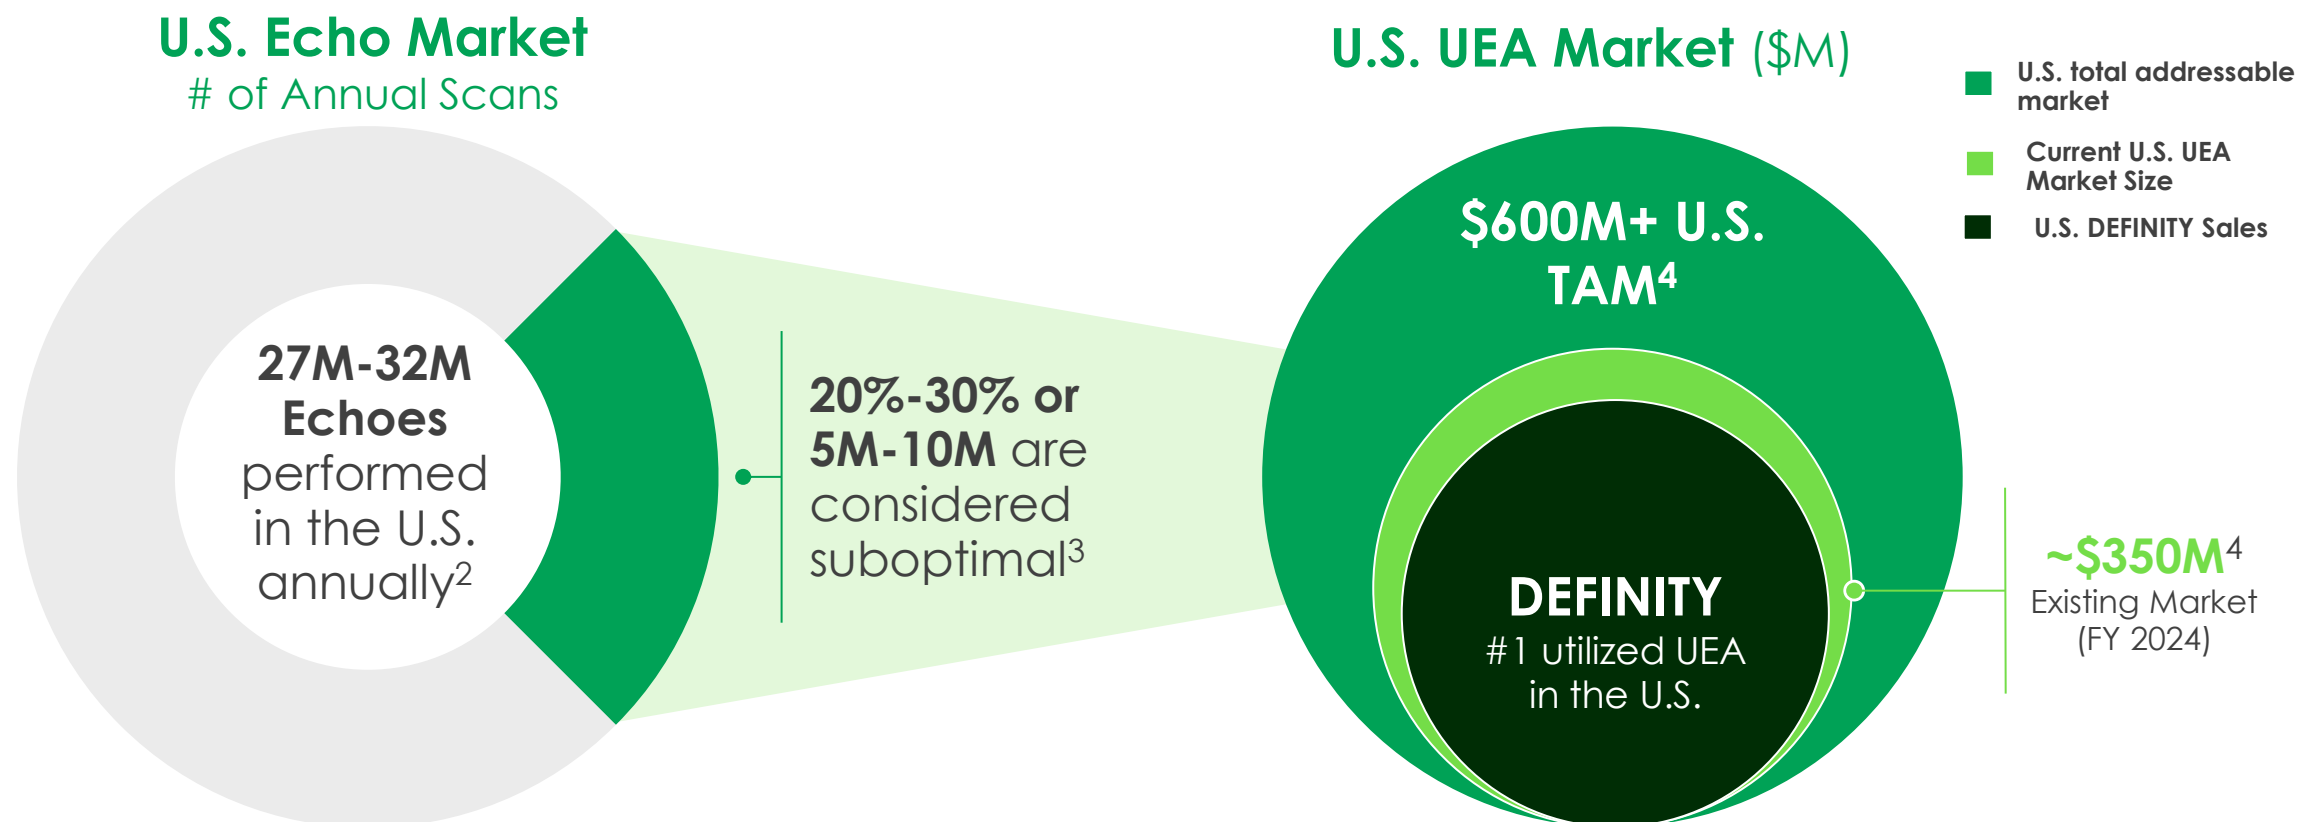 U.S. Echo Market
# of Annual Scans
27M-32M
Echoes
performed
in the U.S.
annually2
20%-30% or
5M-10M are
considered
suboptimal3
U.S. UEA Market ($M)
$600M+ U.S.
TAM4
DEFINITY
#1 utilized UEA
in the U.S.
U.S. total addressable
market
Current U.S. UEA
Market Size
U.S. DEFINITY Sales
~$350M4
Existing Market
(FY 2024)